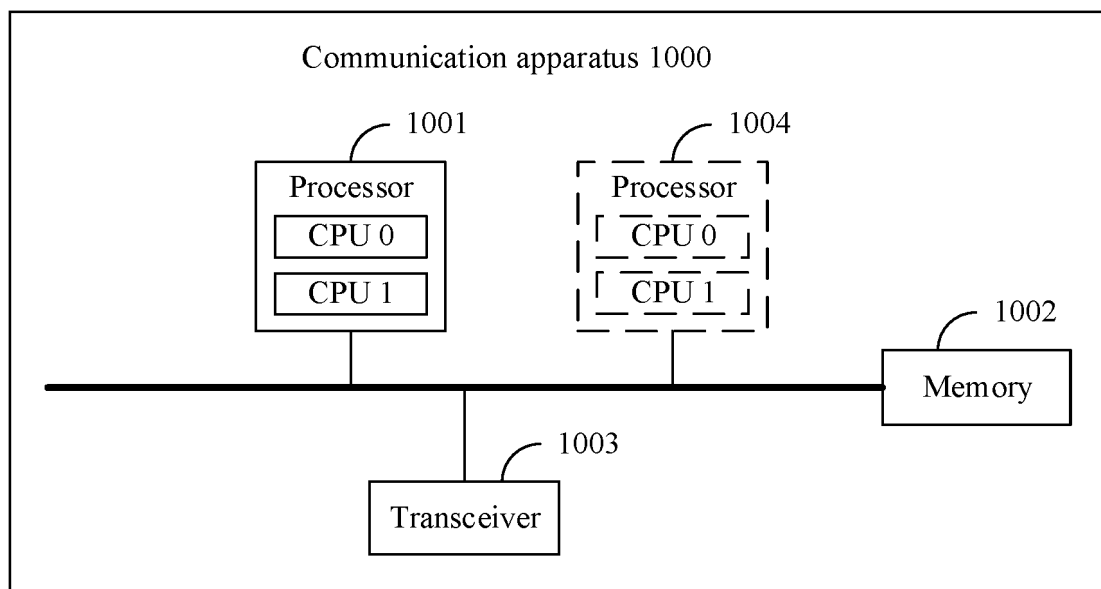 Communication apparatus 1000
1001
1004
Processor
Processor
CPU 0
CPU 0
CPU 1
CPU 1
1002
Memory
1003
Transceiver